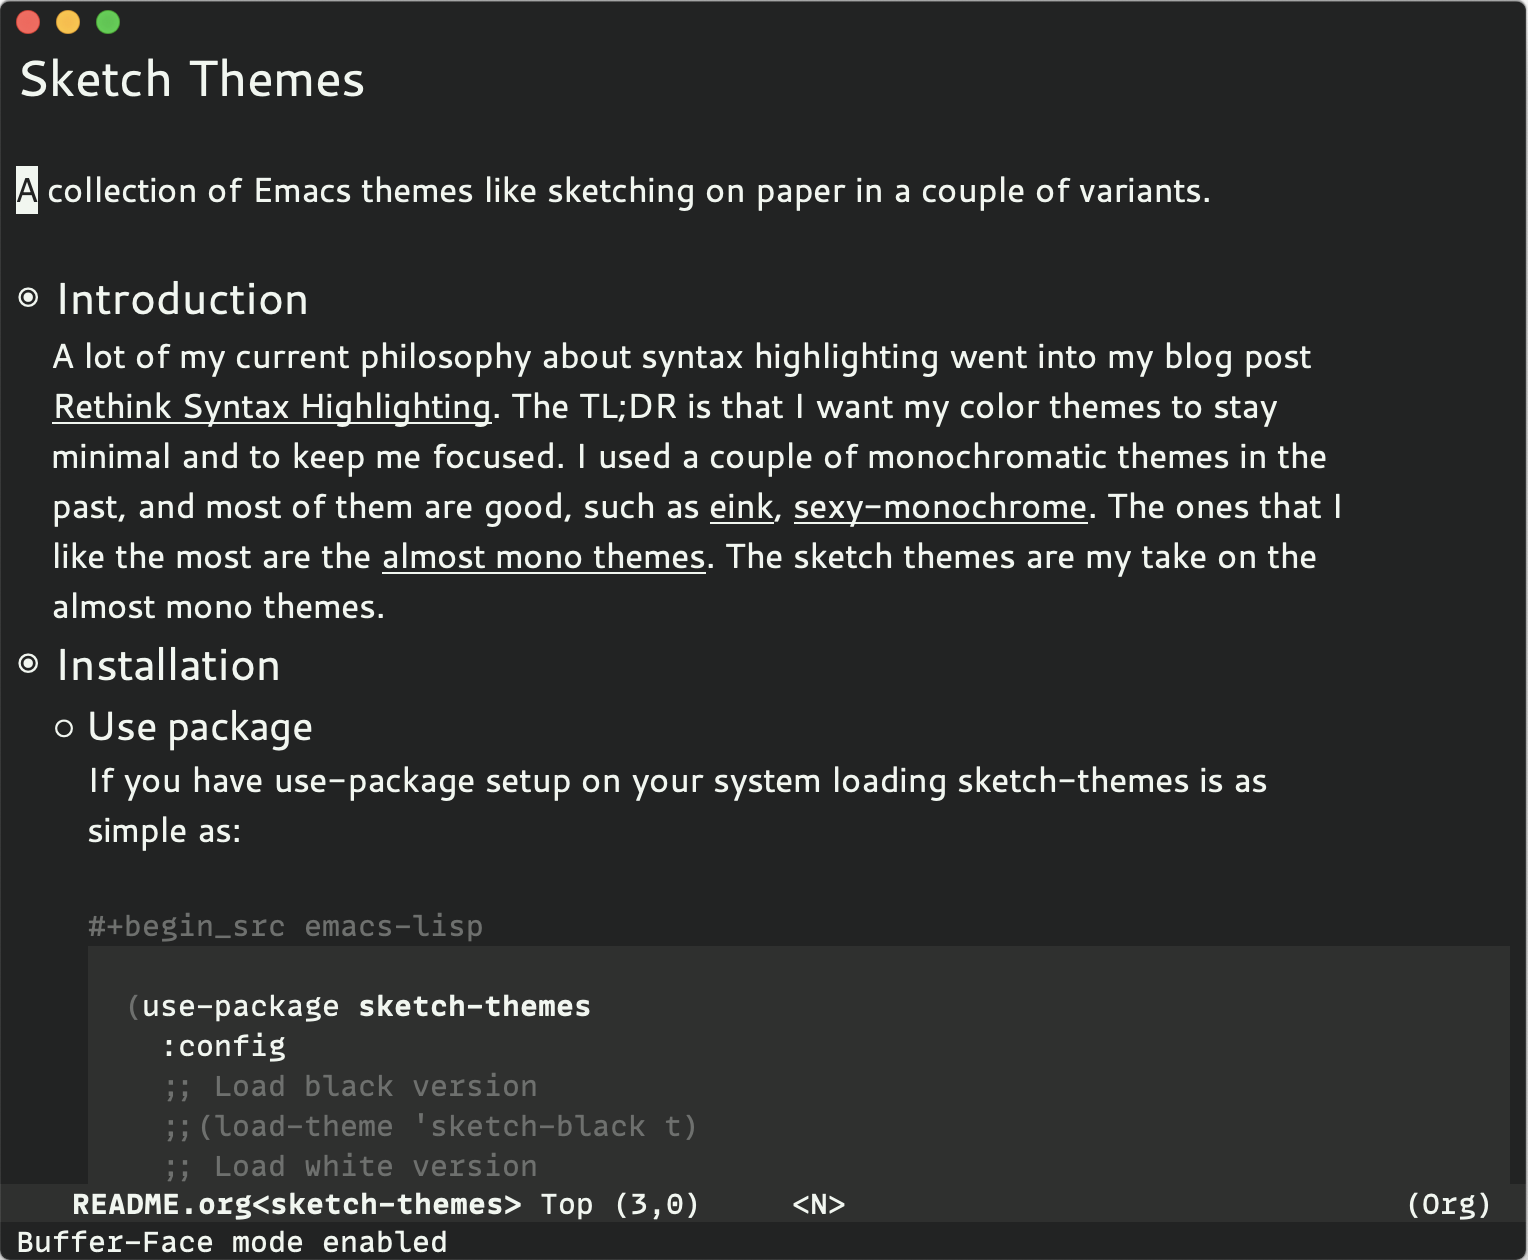 Sketch Themes
A collection of Emacs themes like sketching on paper in a couple of variants.
Introduction
A lot of my current philosophy about syntax highlighting went into my blog post
Rethink Syntax Highlighting. The TL;DR is that I want my color themes to stay
minimal and to keep me focused. I used a couple of monochromatic themes in the
past, and most of them are good, such as eink, sexy-monochrome. The ones that I
like the most are the almost mono themes. The sketch themes are my take on the
almost mono themes.
Installation
Use package
If you have use-package setup on your system loading sketch-themes is as
simple as:
#+begin_src emacs-lisp
(use-package sketch-themes
:config
;; Load black version
;;(load-theme 'sketch-black t)
;; Load white version
README.org<sketch-themes> Top (3,0) <N> (Org)
Buffer-Face mode enabled